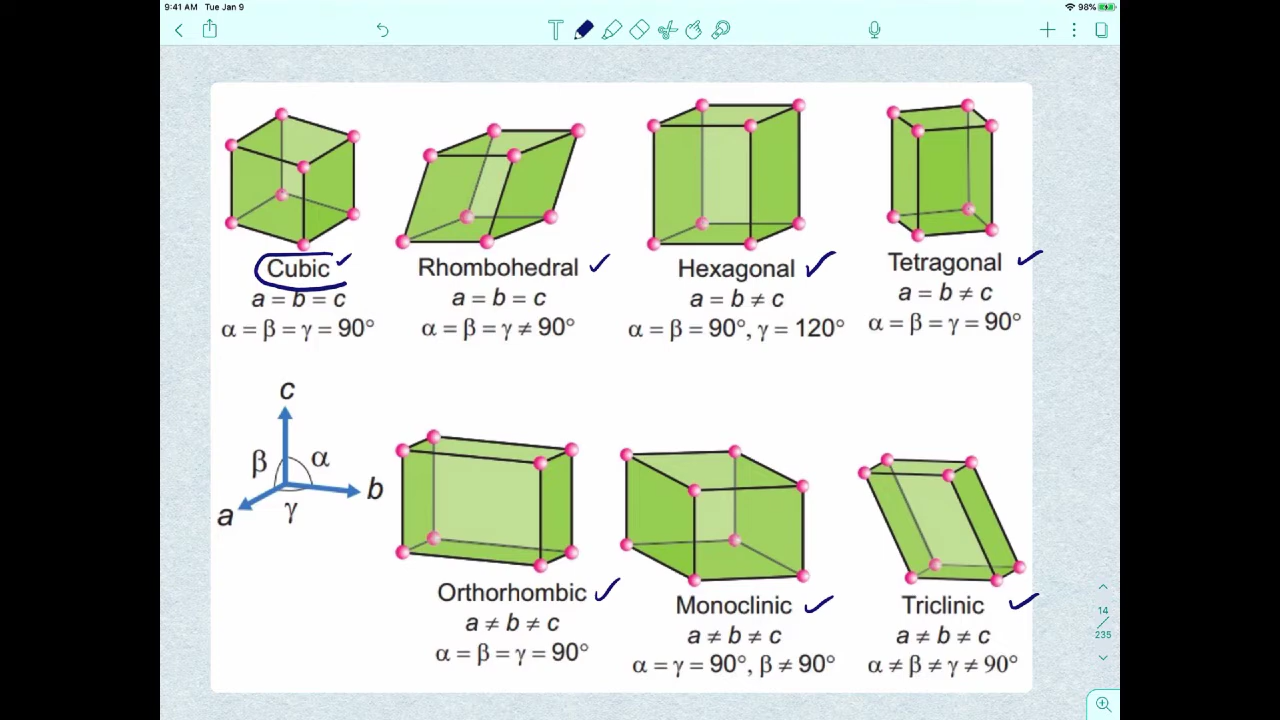 9:41 AM Tue Jan 9
98%
T
Cubic
a = b = c
α = β = γ = 90°
Rhombohedral
a = b = c
α = β = γ ≠ 90°
Hexagonal
a = b ≠ c
α = β = 90°, γ = 120°
Tetragonal
a = b ≠ c
α = β = γ = 90°
c
β α
a b
γ
Orthorhombic
a ≠ b ≠ c
α = β = γ = 90°
Monoclinic
a ≠ b ≠ c
α = γ = 90°, β ≠ 90°
Triclinic
a ≠ b ≠ c
α ≠ β ≠ γ ≠ 90°
14
/
235